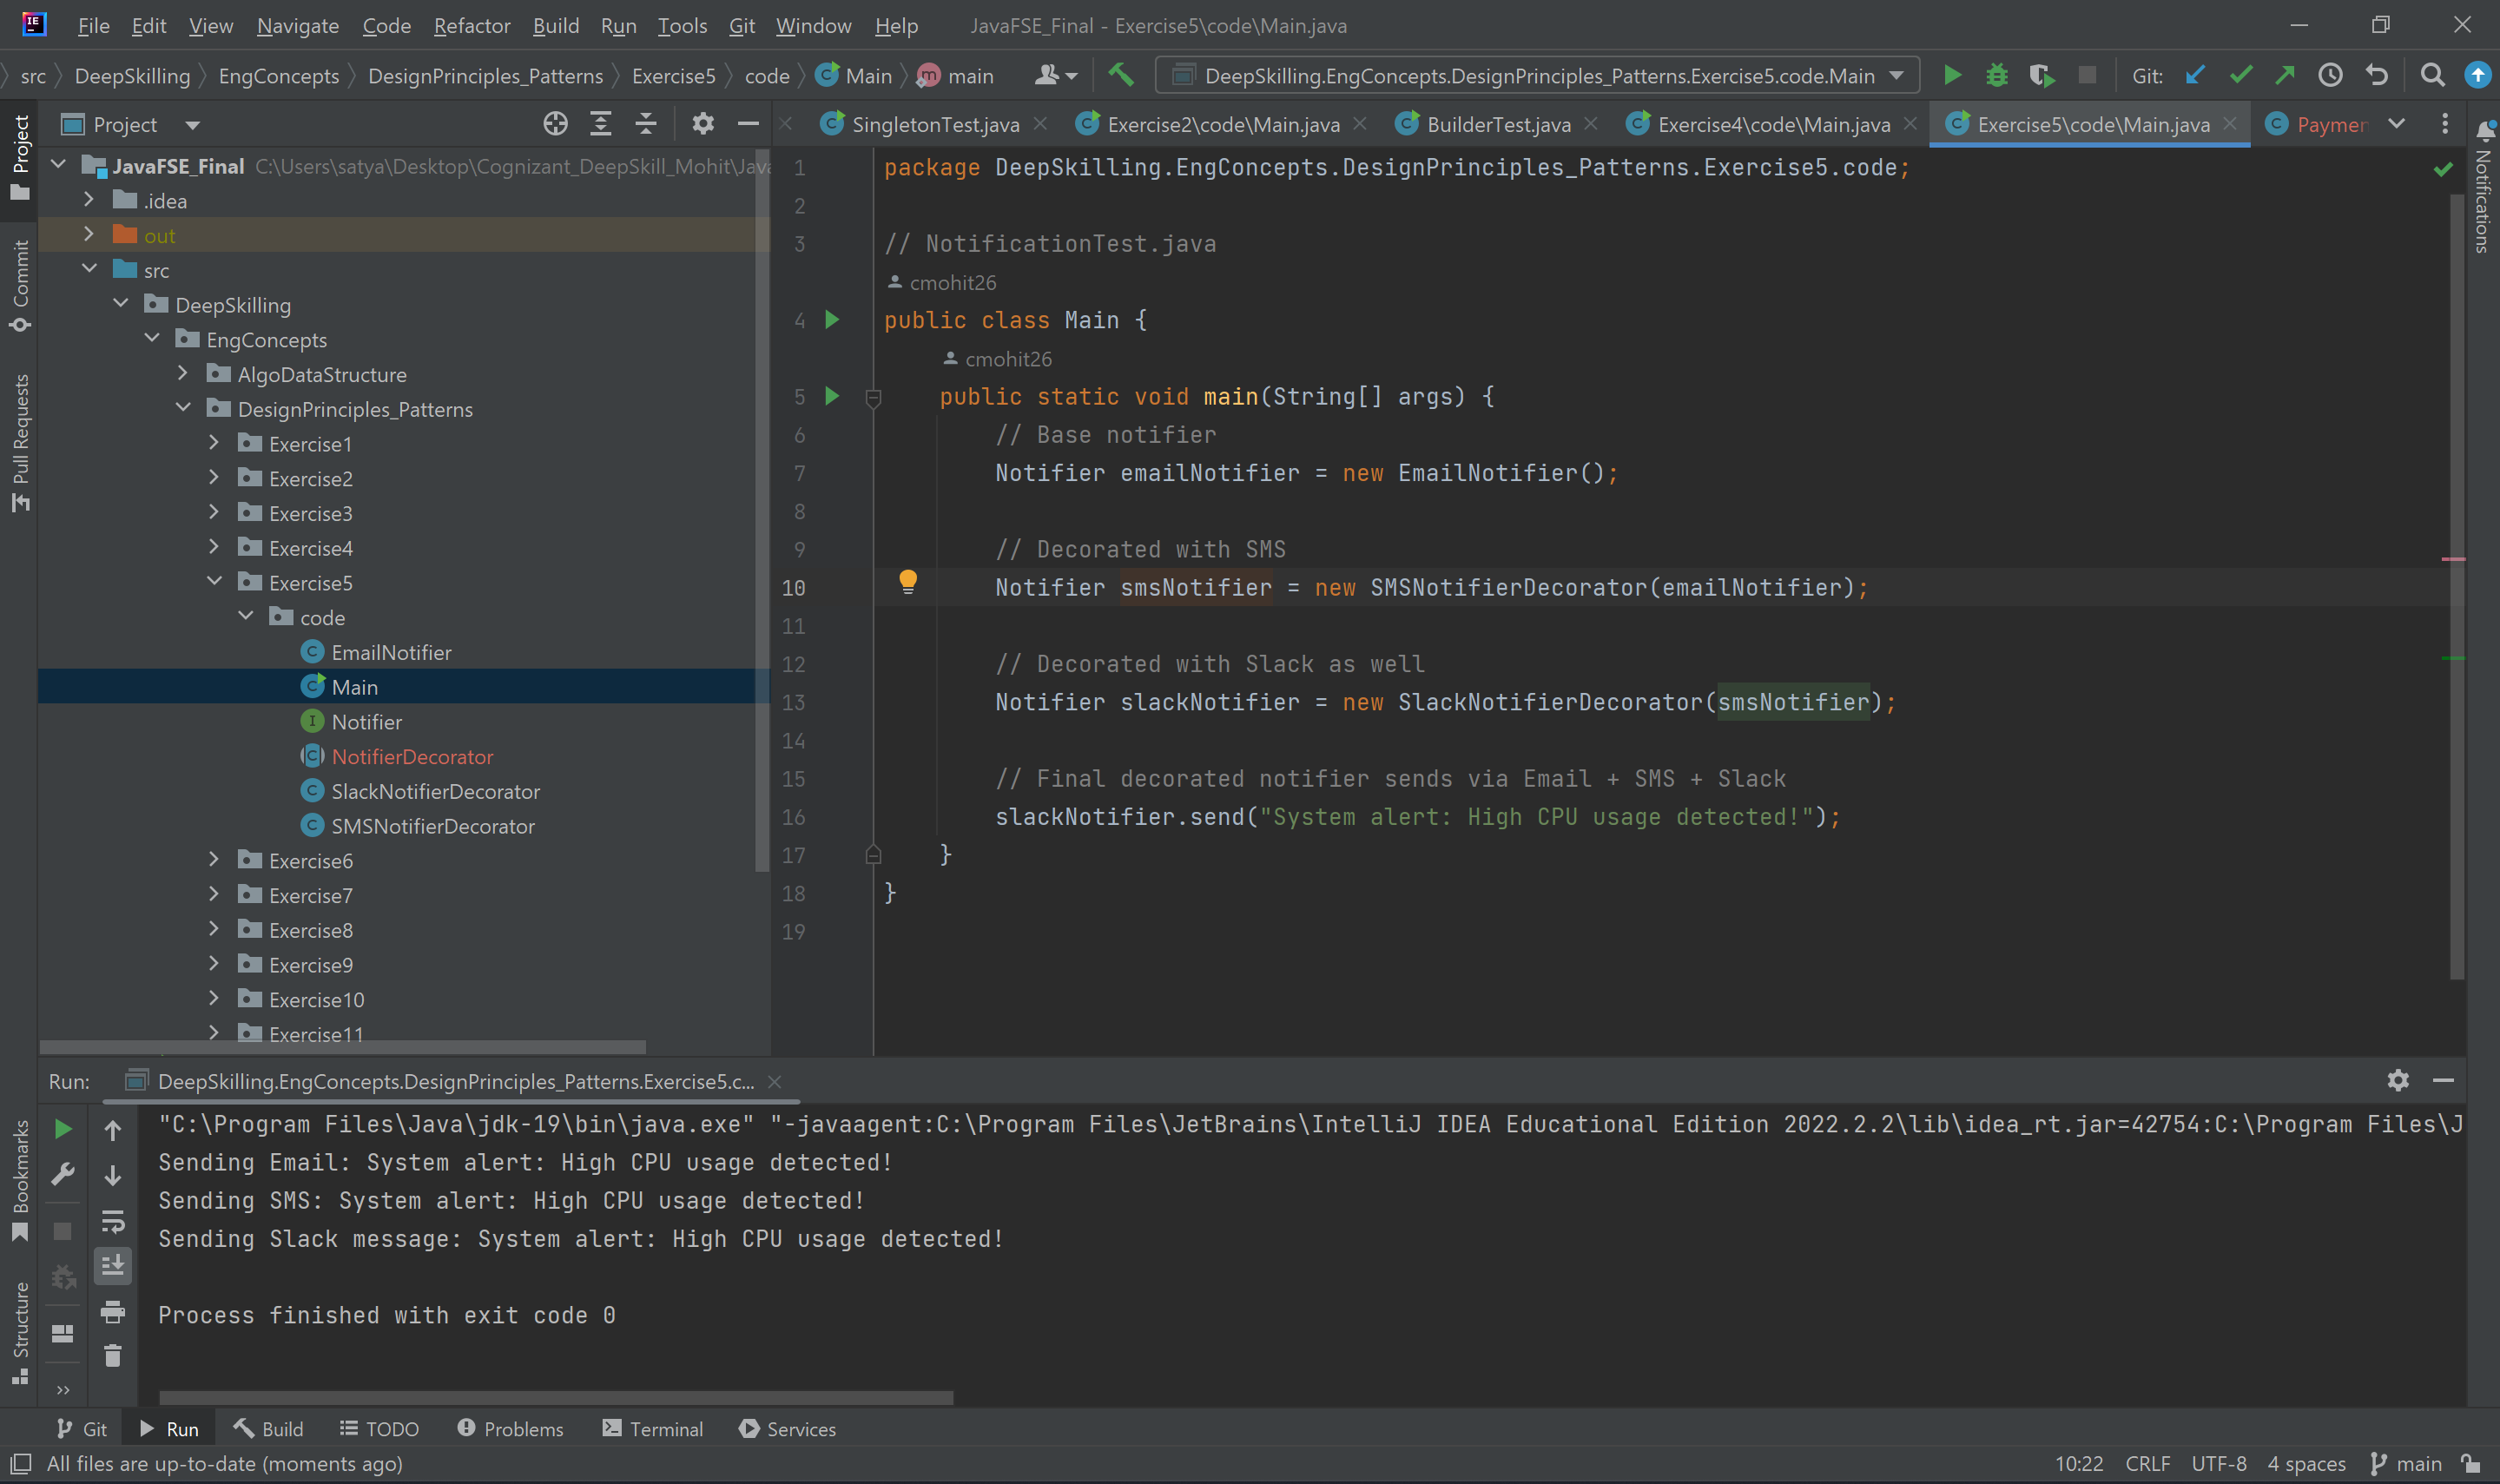 File Edit View Navigate Code Refactor Build Run Tools Git Window Help JavaFSE_Final - Exercise5\code\Main.java
src DeepSkilling EngConcepts DesignPrinciples_Patterns Exercise5 code Main m main DeepSkilling.EngConcepts.DesignPrinciples_Patterns.Exercise5.code.Main Git:
Project
SingletonTest.java Exercise2\code\Main.java BuilderTest.java Exercise4\code\Main.java Exercise5\code\Main.java Paymen
Project
Commit
Pull Requests
Bookmarks
Structure
Notifications
JavaFSE_Final C:\Users\satya\Desktop\Cognizant_DeepSkill_Mohit\Java
.idea
out
src
DeepSkilling
EngConcepts
AlgoDataStructure
DesignPrinciples_Patterns
Exercise1
Exercise2
Exercise3
Exercise4
Exercise5
code
EmailNotifier
Main
Notifier
NotifierDecorator
SlackNotifierDecorator
SMSNotifierDecorator
Exercise6
Exercise7
Exercise8
Exercise9
Exercise10
Exercise11
1 package DeepSkilling.EngConcepts.DesignPrinciples_Patterns.Exercise5.code;
2
3 // NotificationTest.java
cmohit26
4 public class Main {
cmohit26
5 public static void main(String[] args) {
6 // Base notifier
7 Notifier emailNotifier = new EmailNotifier();
8
9 // Decorated with SMS
10 Notifier smsNotifier = new SMSNotifierDecorator(emailNotifier);
11
12 // Decorated with Slack as well
13 Notifier slackNotifier = new SlackNotifierDecorator(smsNotifier);
14
15 // Final decorated notifier sends via Email + SMS + Slack
16 slackNotifier.send("System alert: High CPU usage detected!");
17 }
18 }
19
Run: DeepSkilling.EngConcepts.DesignPrinciples_Patterns.Exercise5.c...
"C:\Program Files\Java\jdk-19\bin\java.exe" "-javaagent:C:\Program Files\JetBrains\IntelliJ IDEA Educational Edition 2022.2.2\lib\idea_rt.jar=42754:C:\Program Files\J
Sending Email: System alert: High CPU usage detected!
Sending SMS: System alert: High CPU usage detected!
Sending Slack message: System alert: High CPU usage detected!
Process finished with exit code 0
Git Run Build TODO Problems Terminal Services
All files are up-to-date (moments ago) 10:22 CRLF UTF-8 4 spaces main